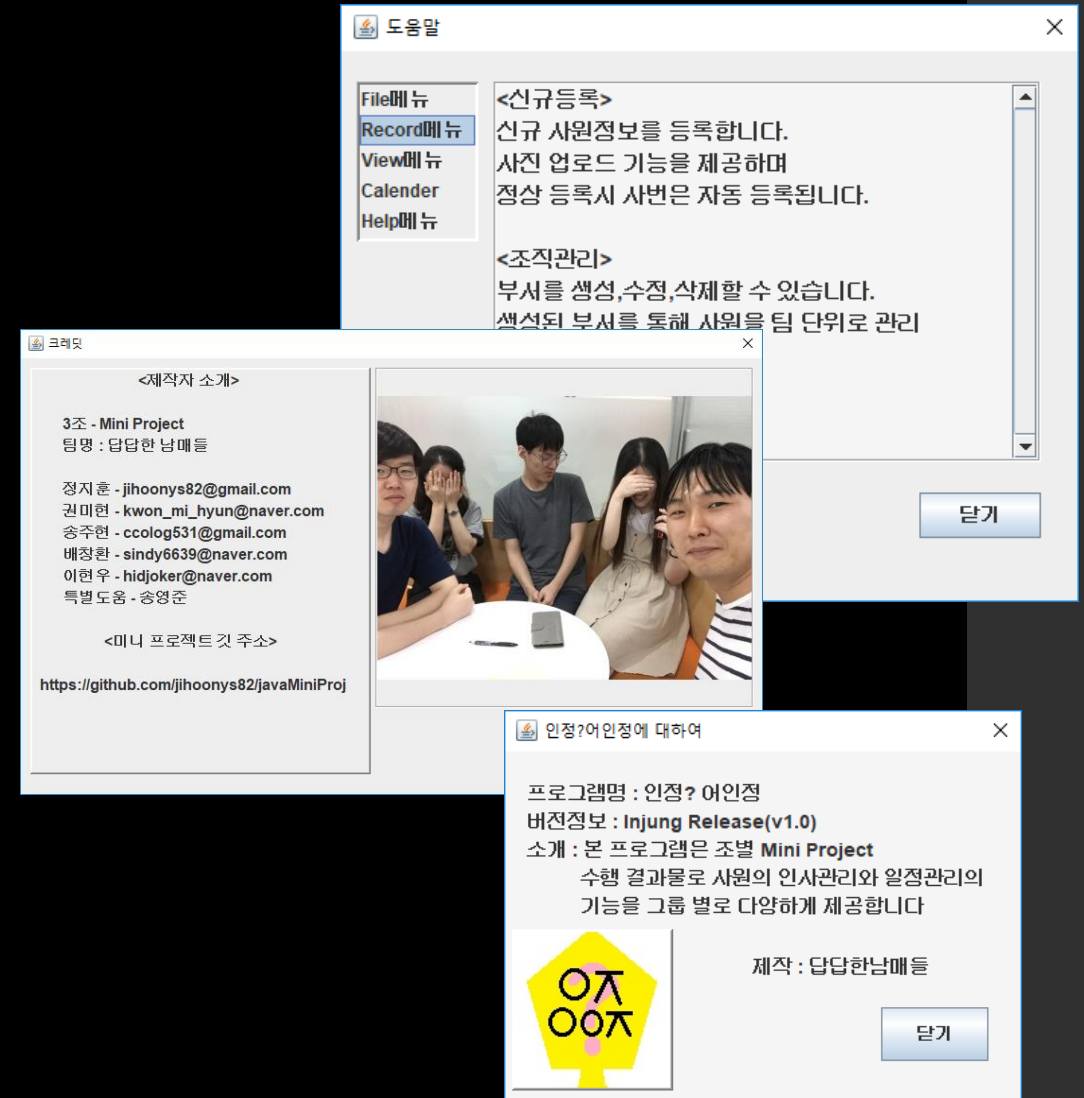 도움말
File메뉴
Record메뉴
View메뉴
Calender
Help메뉴
<신규등록>
신규 사원정보를 등록합니다.
사진 업로드 기능을 제공하며
정상 등록시 사번은 자동 등록됩니다.
<조직관리>
부서를 생성,수정,삭제할 수 있습니다.
생성된 부서를 통해 사원을 팀 단위로 관리
닫기
크레딧
<제작자 소개>
3조 - Mini Project
팀명 : 답답한 남매들
정지훈 - jihoonys82@gmail.com
권미현 - kwon_mi_hyun@naver.com
송주현 - ccolog531@gmail.com
배창환 - sindy6639@naver.com
이현우 - hidjoker@naver.com
특별도움 - 송영준
<미니 프로젝트 깃 주소>
https://github.com/jihoonys82/javaMiniProj
인정?어인정에 대하여
프로그램명 : 인정? 어인정
버전정보 : Injung Release(v1.0)
소개 : 본 프로그램은 조별 Mini Project
수행 결과물로 사원의 인사관리와 일정관리의
기능을 그룹 별로 다양하게 제공합니다
제작 : 답답한남매들
ㅇㅈ
ㅇㅇㅈ
닫기